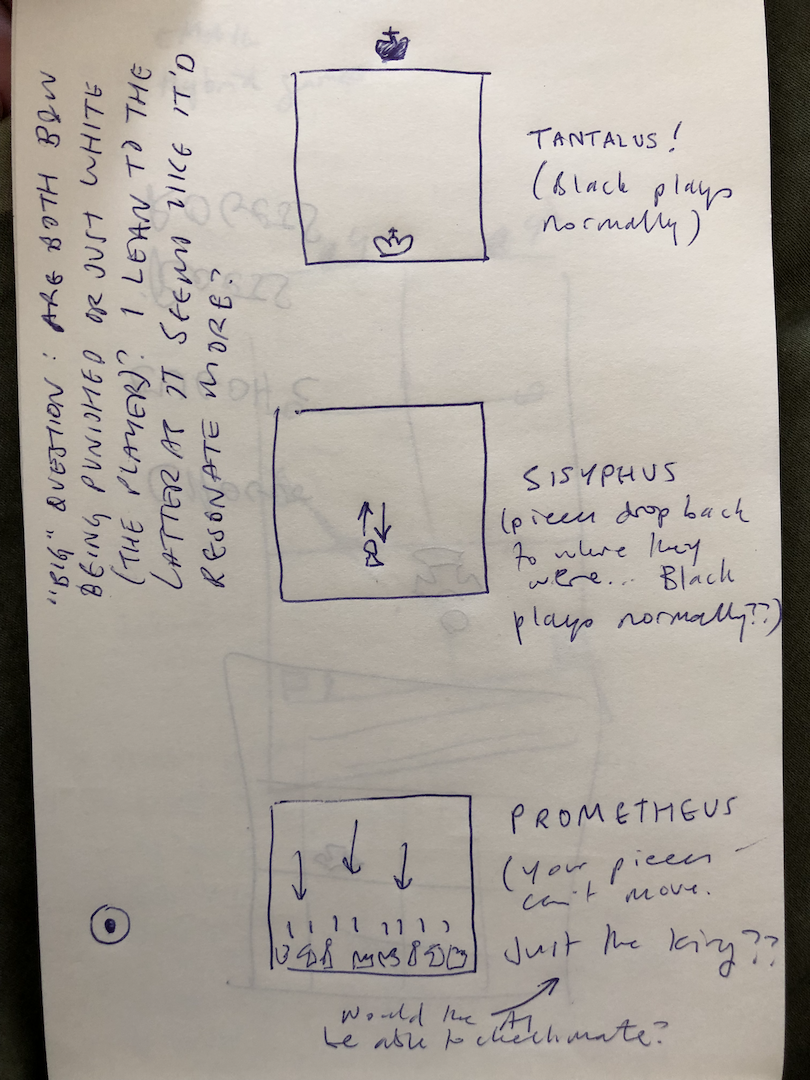 "BIG" QUESTION: ARE BOTH B&W
BEING PUNISHED OR JUST WHITE
(THE PLAYER)? I LEAN TO THE
LATTER AS IT SEEMS LIKE IT'D
RESONATE MORE?
TANTALUS!
(Black plays
normally)
SISYPHUS
(pieces drop back
to where they
were... Black
plays normally??)
PROMETHEUS
(your pieces
can't move.
Just the king??
Would the AI
be able to checkmate?